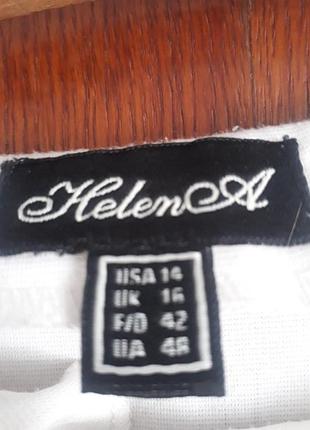 HelenA
USA 14
UK 16
F/D 42
UA 48